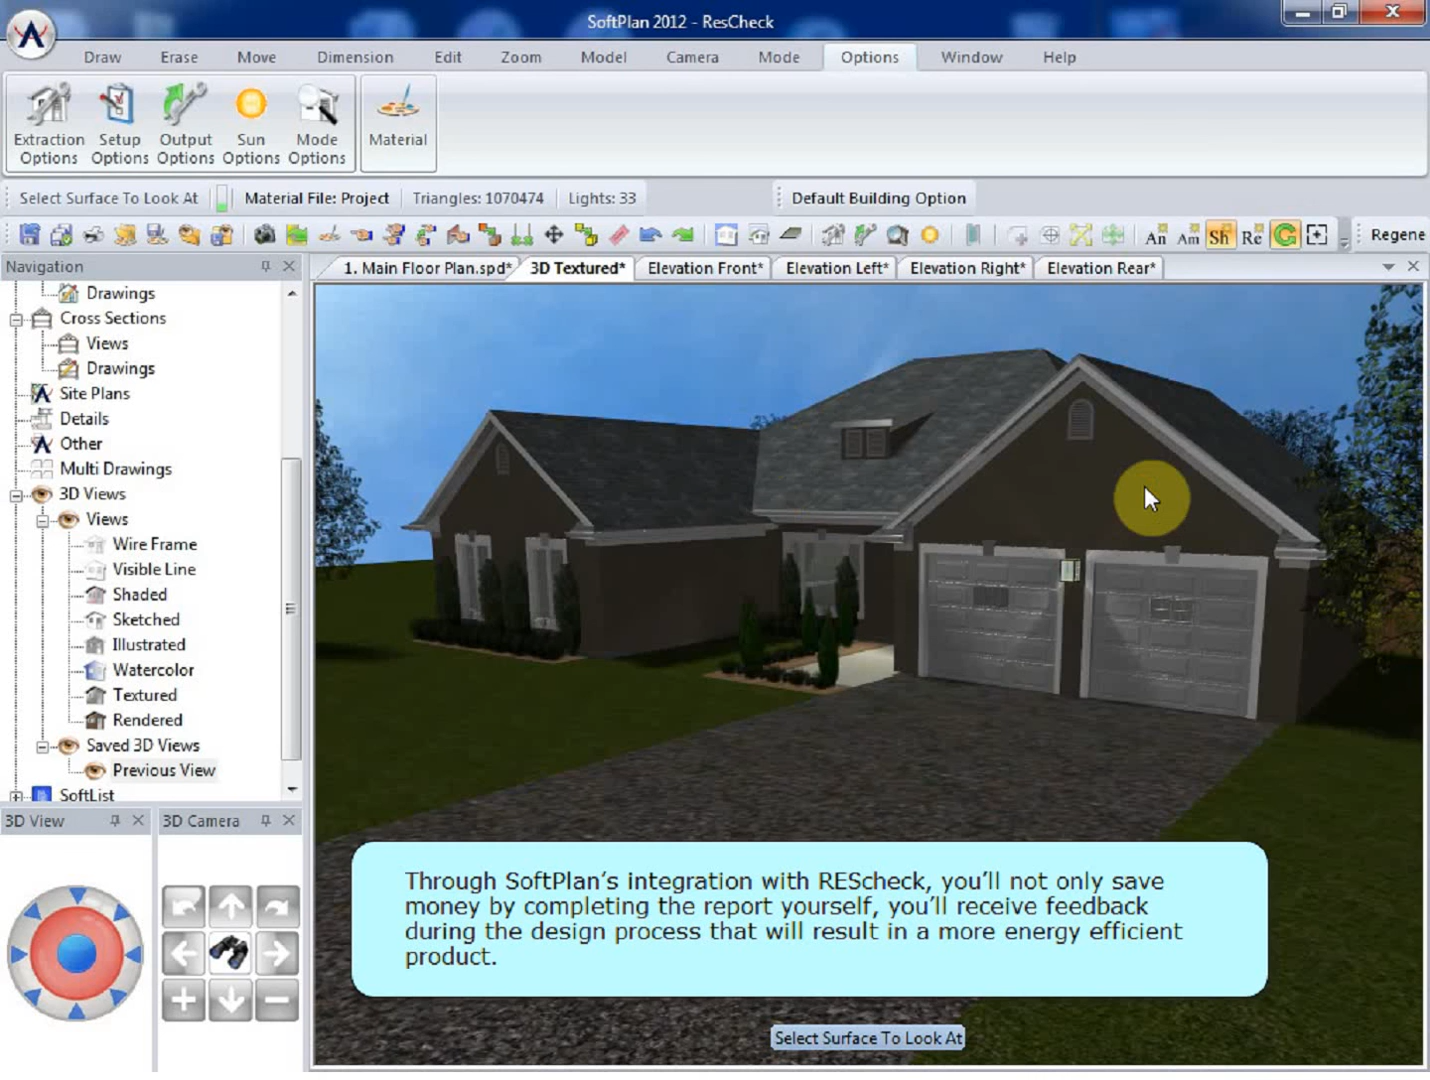 SoftPlan 2012 - ResCheck
Draw Erase Move Dimension Edit Zoom Model Camera Mode Options Window Help
Extraction Options
Setup Options
Output Options
Sun Options
Mode Options
Material
Select Surface To Look At Material File: Project Triangles: 1070474 Lights: 33 Default Building Option
An Am Sh Re Regene
Navigation
1. Main Floor Plan.spd* 3D Textured* Elevation Front* Elevation Left* Elevation Right* Elevation Rear*
Drawings
Cross Sections
Views
Drawings
Site Plans
Details
Other
Multi Drawings
3D Views
Views
Wire Frame
Visible Line
Shaded
Sketched
Illustrated
Watercolor
Textured
Rendered
Saved 3D Views
Previous View
SoftList
3D View 3D Camera
Through SoftPlan's integration with REScheck, you'll not only save
money by completing the report yourself, you'll receive feedback
during the design process that will result in a more energy efficient
product.
Select Surface To Look At